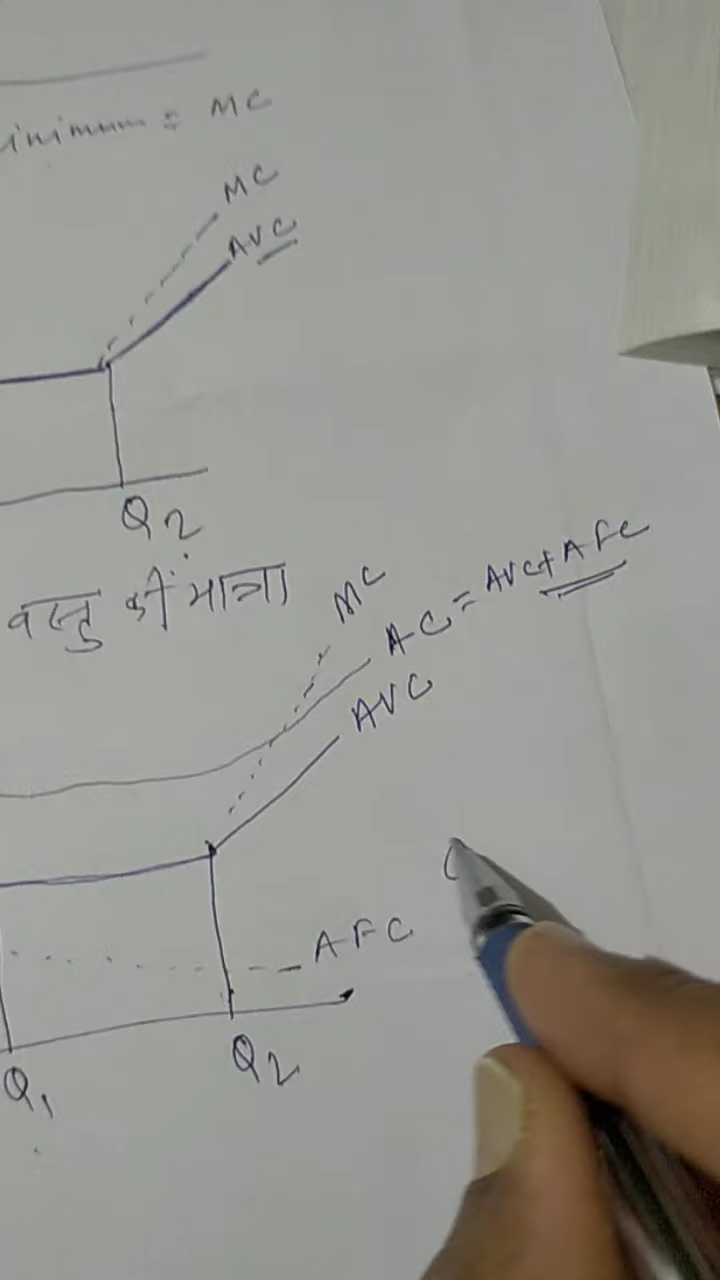 inimum = MC
MC
AVC
Q2
वस्तु की मात्रा
MC
AC = AVC + AFC
AVC
AFC
Q1
Q2